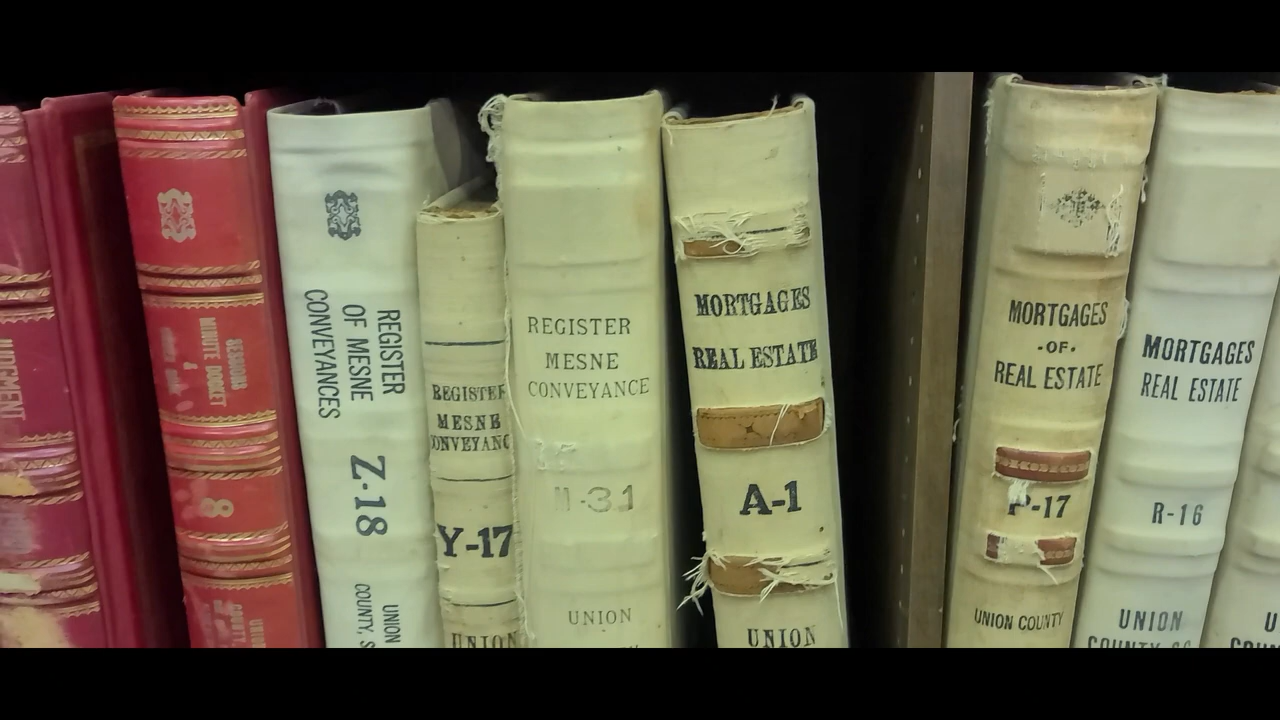 SESSIONS
&
MINUTE DOCKET
8
REGISTER
OF MESNE
CONVEYANCES
Z-18
UNION
COUNTY, S
REGISTER
MESNE
CONVEYANC
Y-17
UNION
REGISTER
MESNE
CONVEYANCE
-31
UNION
MORTGAGES
REAL ESTATE
A-1
UNION
MORTGAGES
-OF-
REAL ESTATE
P-17
UNION COUNTY
MORTGAGES
REAL ESTATE
R-16
UNION
COUNTY SC